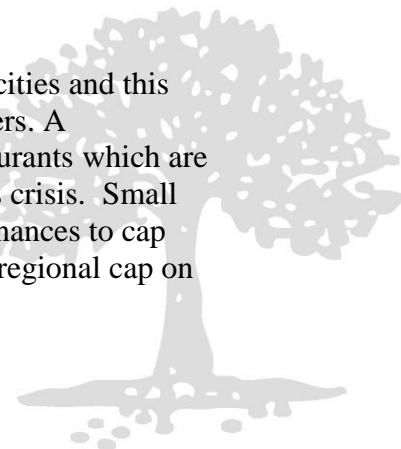 cities and this
ers. A
urants which are
crisis. Small
nances to cap
regional cap on